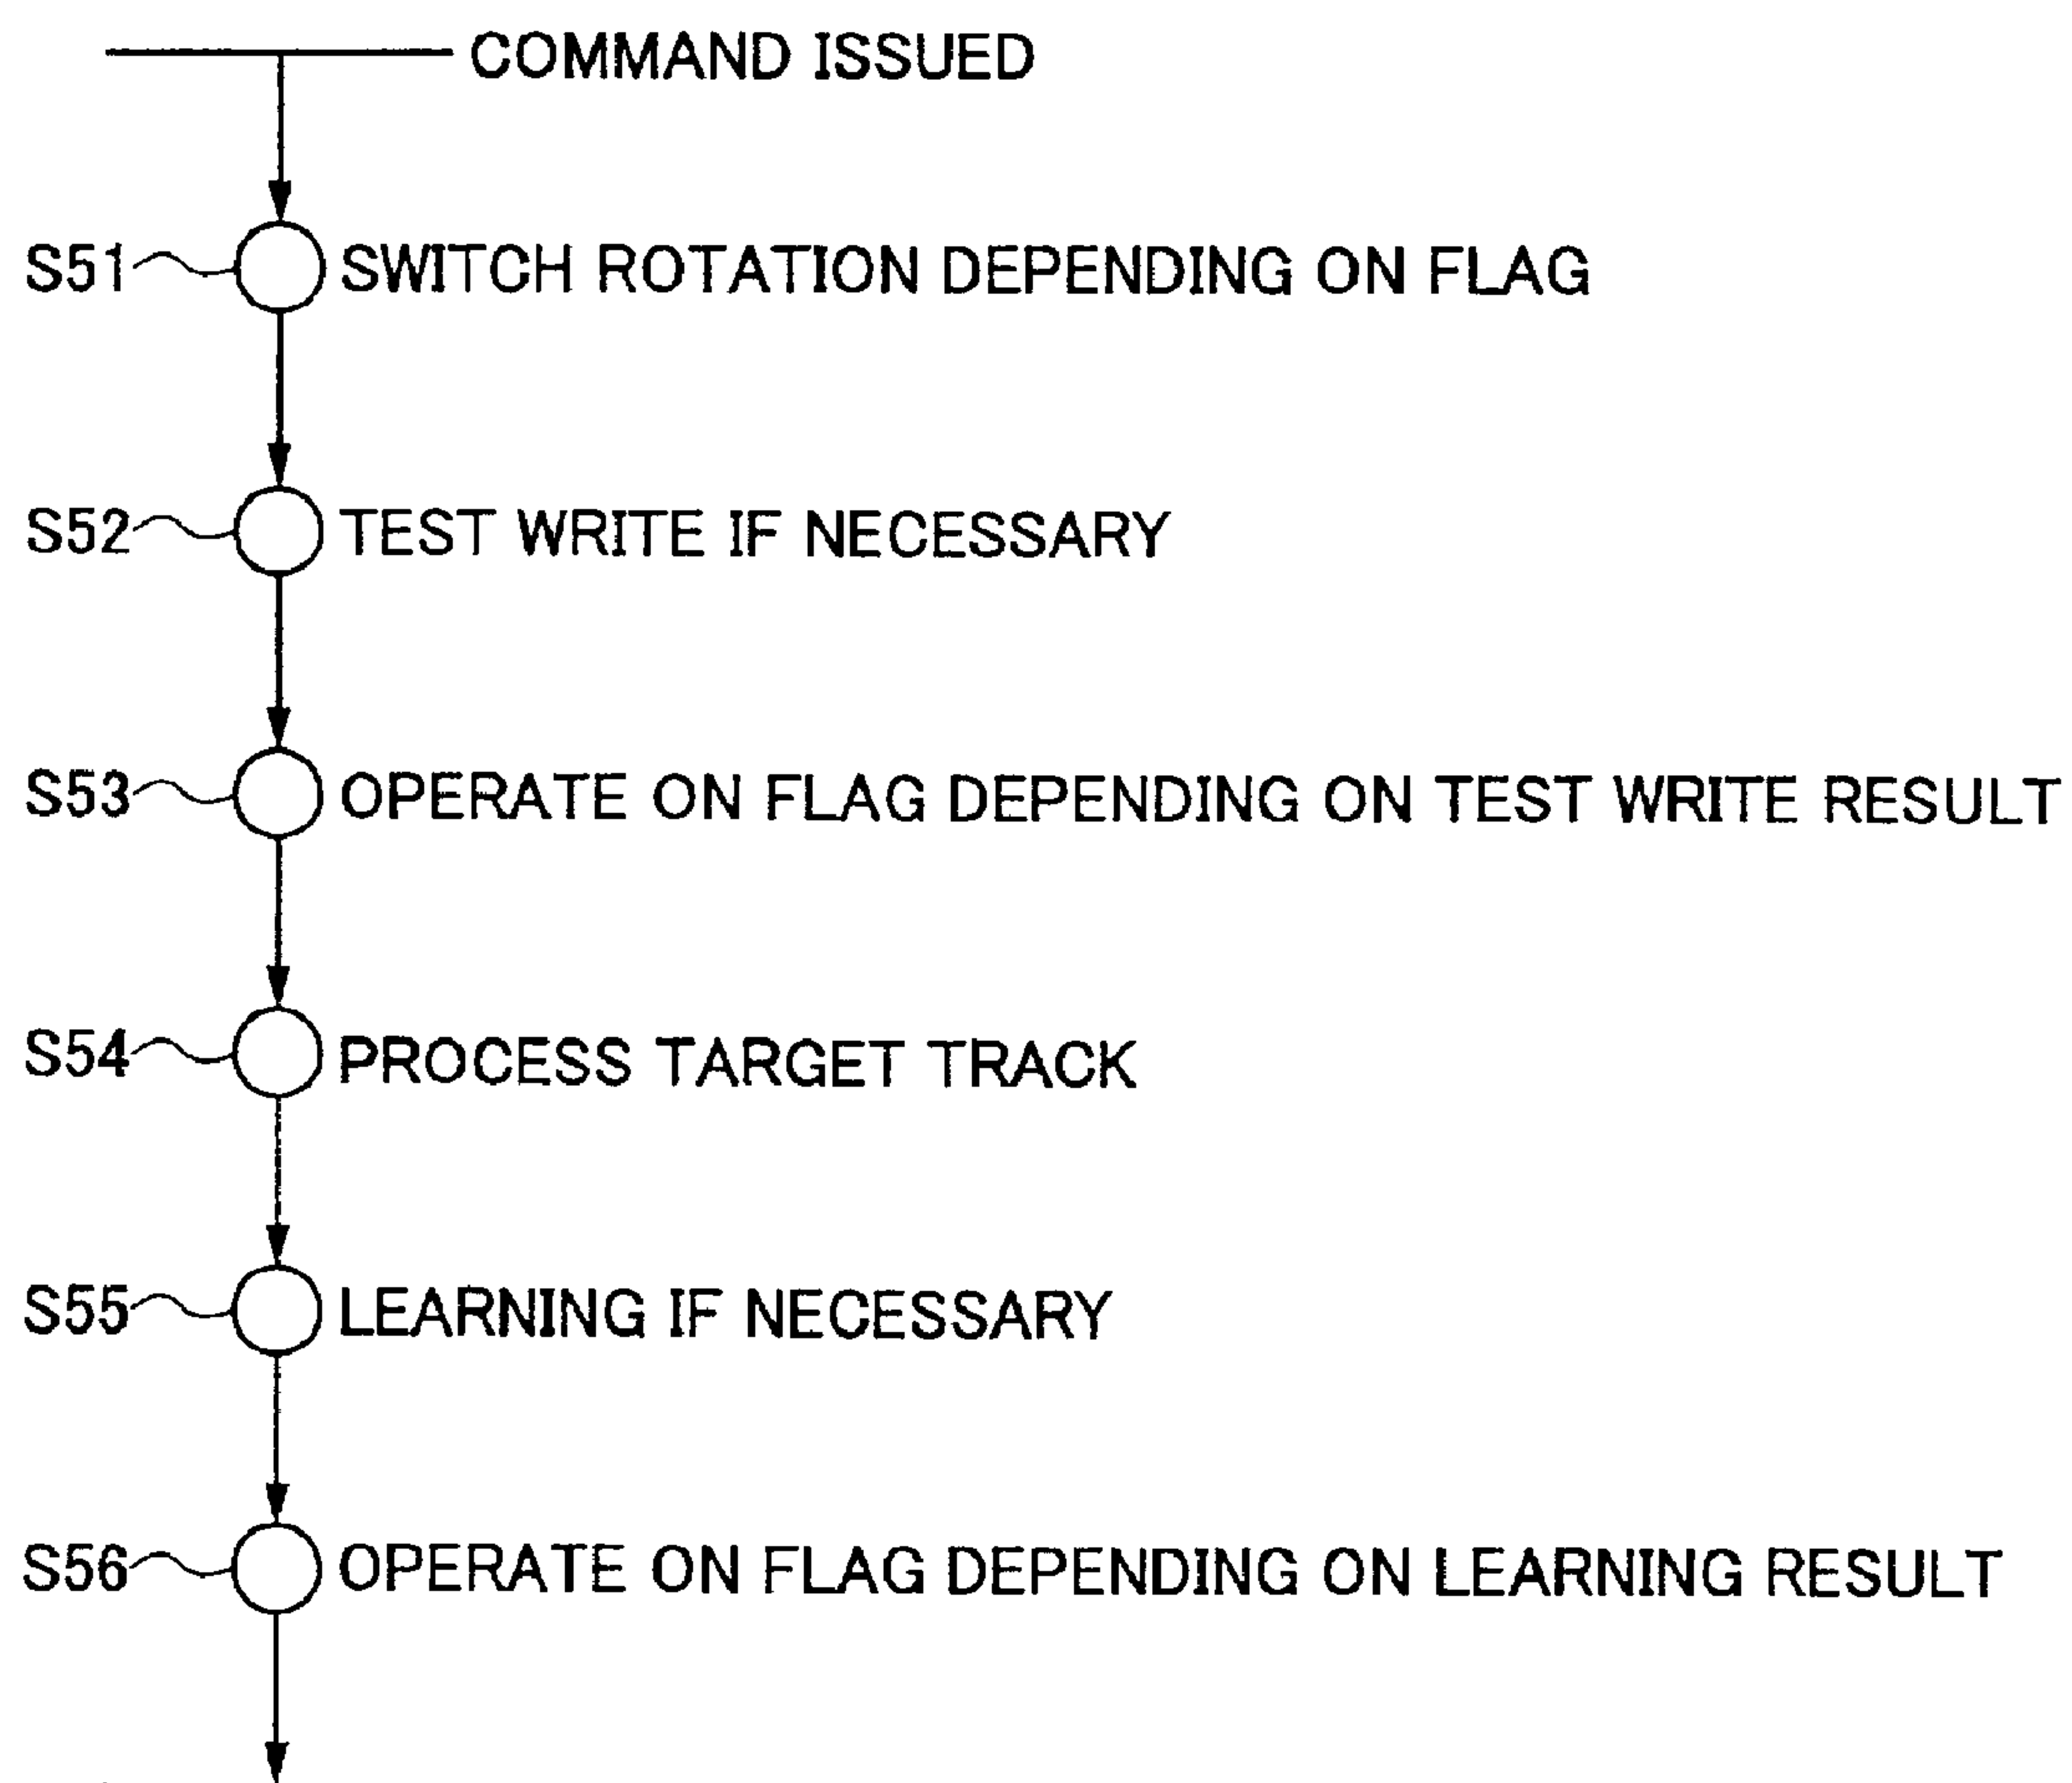 COMMAND ISSUED
S51 SWITCH ROTATION DEPENDING ON FLAG
S52 TEST WRITE IF NECESSARY
S53 OPERATE ON FLAG DEPENDING ON TEST WRITE RESULT
S54 PROCESS TARGET TRACK
S55 LEARNING IF NECESSARY
S56 OPERATE ON FLAG DEPENDING ON LEARNING RESULT